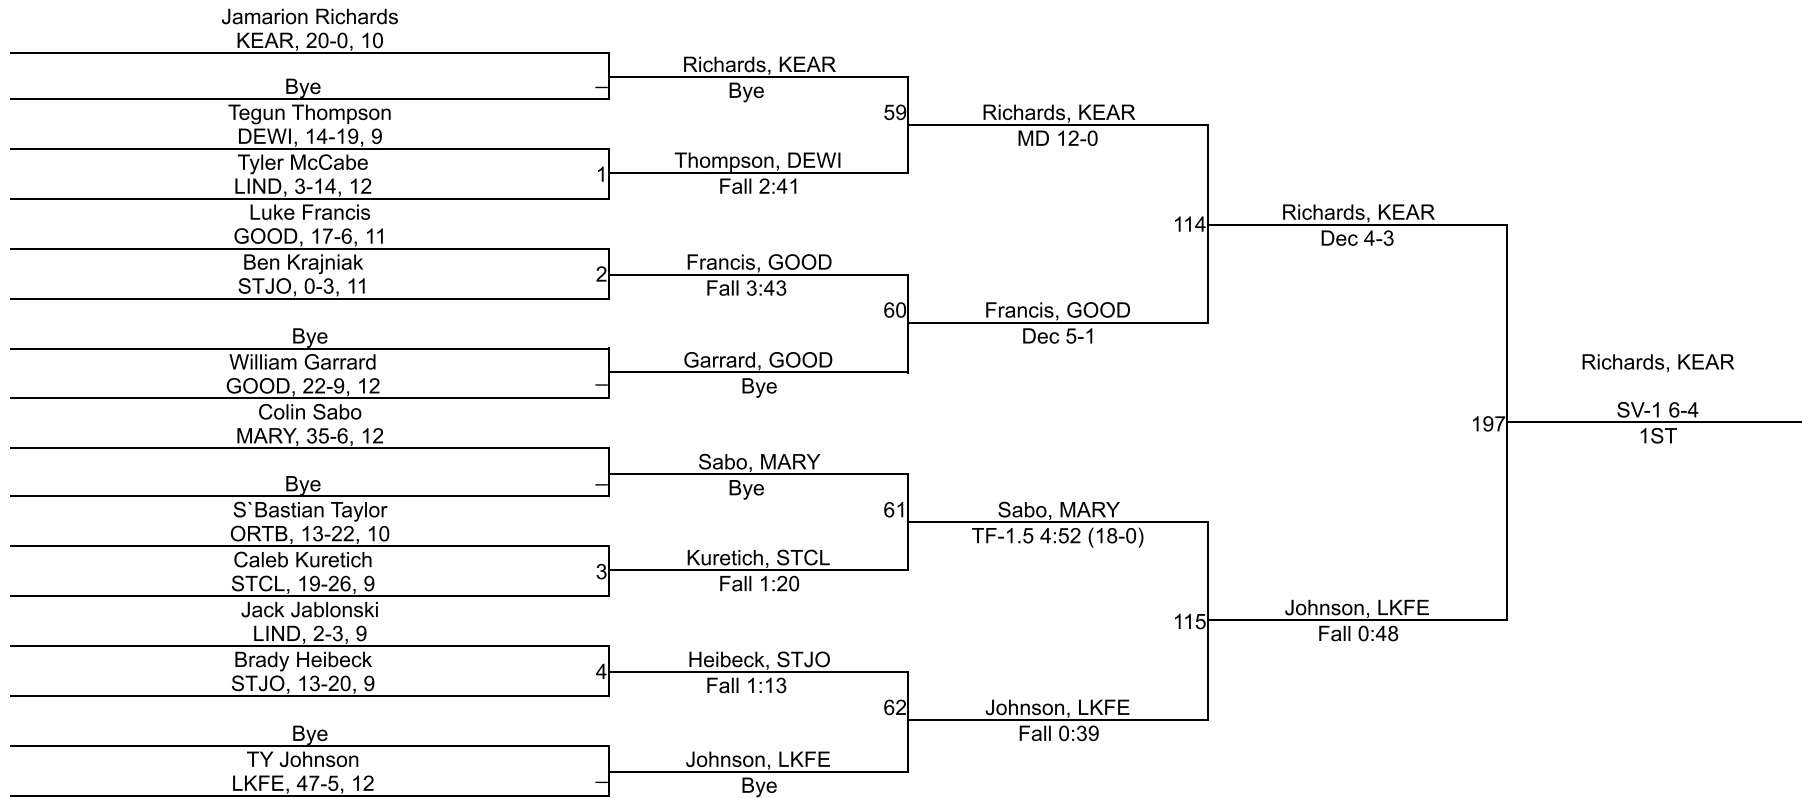 Jamarion Richards
KEAR, 20-0, 10
Bye
Tegun Thompson
DEWI, 14-19, 9
Tyler McCabe
LIND, 3-14, 12
Luke Francis
GOOD, 17-6, 11
Ben Krajniak
STJO, 0-3, 11
Bye
William Garrard
GOOD, 22-9, 12
Colin Sabo
MARY, 35-6, 12
Bye
S`Bastian Taylor
ORTB, 13-22, 10
Caleb Kuretich
STCL, 19-26, 9
Jack Jablonski
LIND, 2-3, 9
Brady Heibeck
STJO, 13-20, 9
Bye
TY Johnson
LKFE, 47-5, 12
1
2
3
4
Richards, KEAR
Bye
Thompson, DEWI
Fall 2:41
Francis, GOOD
Fall 3:43
Garrard, GOOD
Bye
Sabo, MARY
Bye
Kuretich, STCL
Fall 1:20
Heibeck, STJO
Fall 1:13
Johnson, LKFE
Bye
59
60
61
62
Richards, KEAR
MD 12-0
Francis, GOOD
Dec 5-1
Sabo, MARY
TF-1.5 4:52 (18-0)
Johnson, LKFE
Fall 0:39
114
115
Richards, KEAR
Dec 4-3
Johnson, LKFE
Fall 0:48
197
Richards, KEAR
SV-1 6-4
1ST